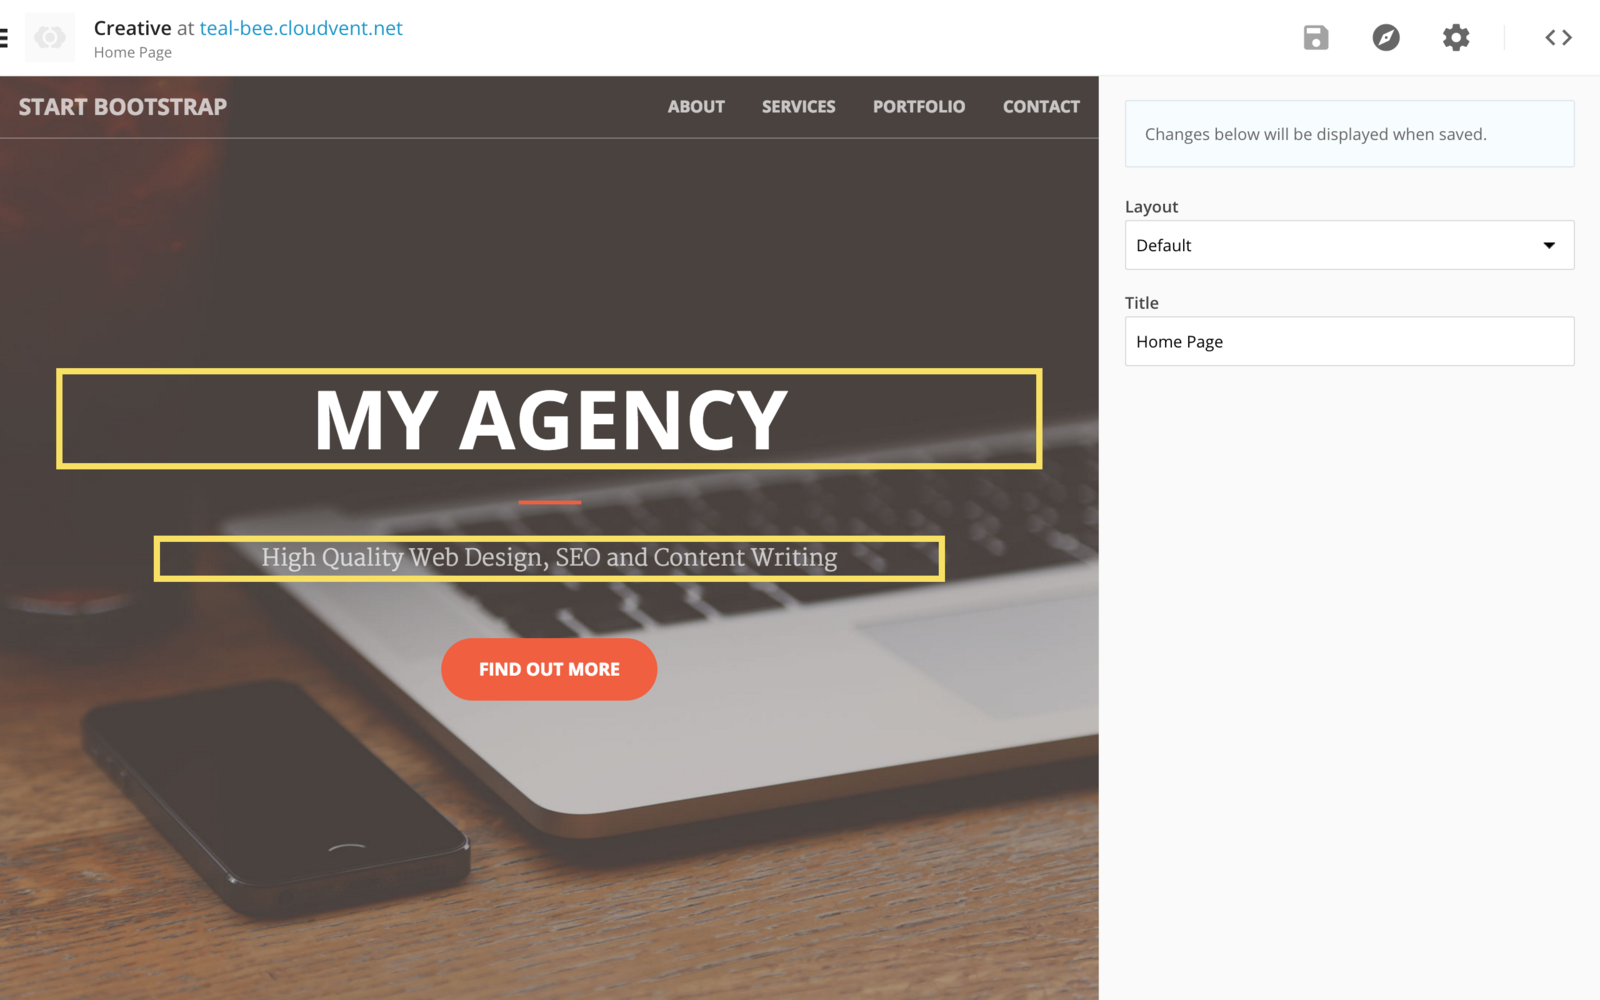 Creative at teal-bee.cloudvent.net
Home Page
START BOOTSTRAP
ABOUT SERVICES PORTFOLIO CONTACT
MY AGENCY
High Quality Web Design, SEO and Content Writing
FIND OUT MORE
Changes below will be displayed when saved.
Layout
Default
Title
Home Page